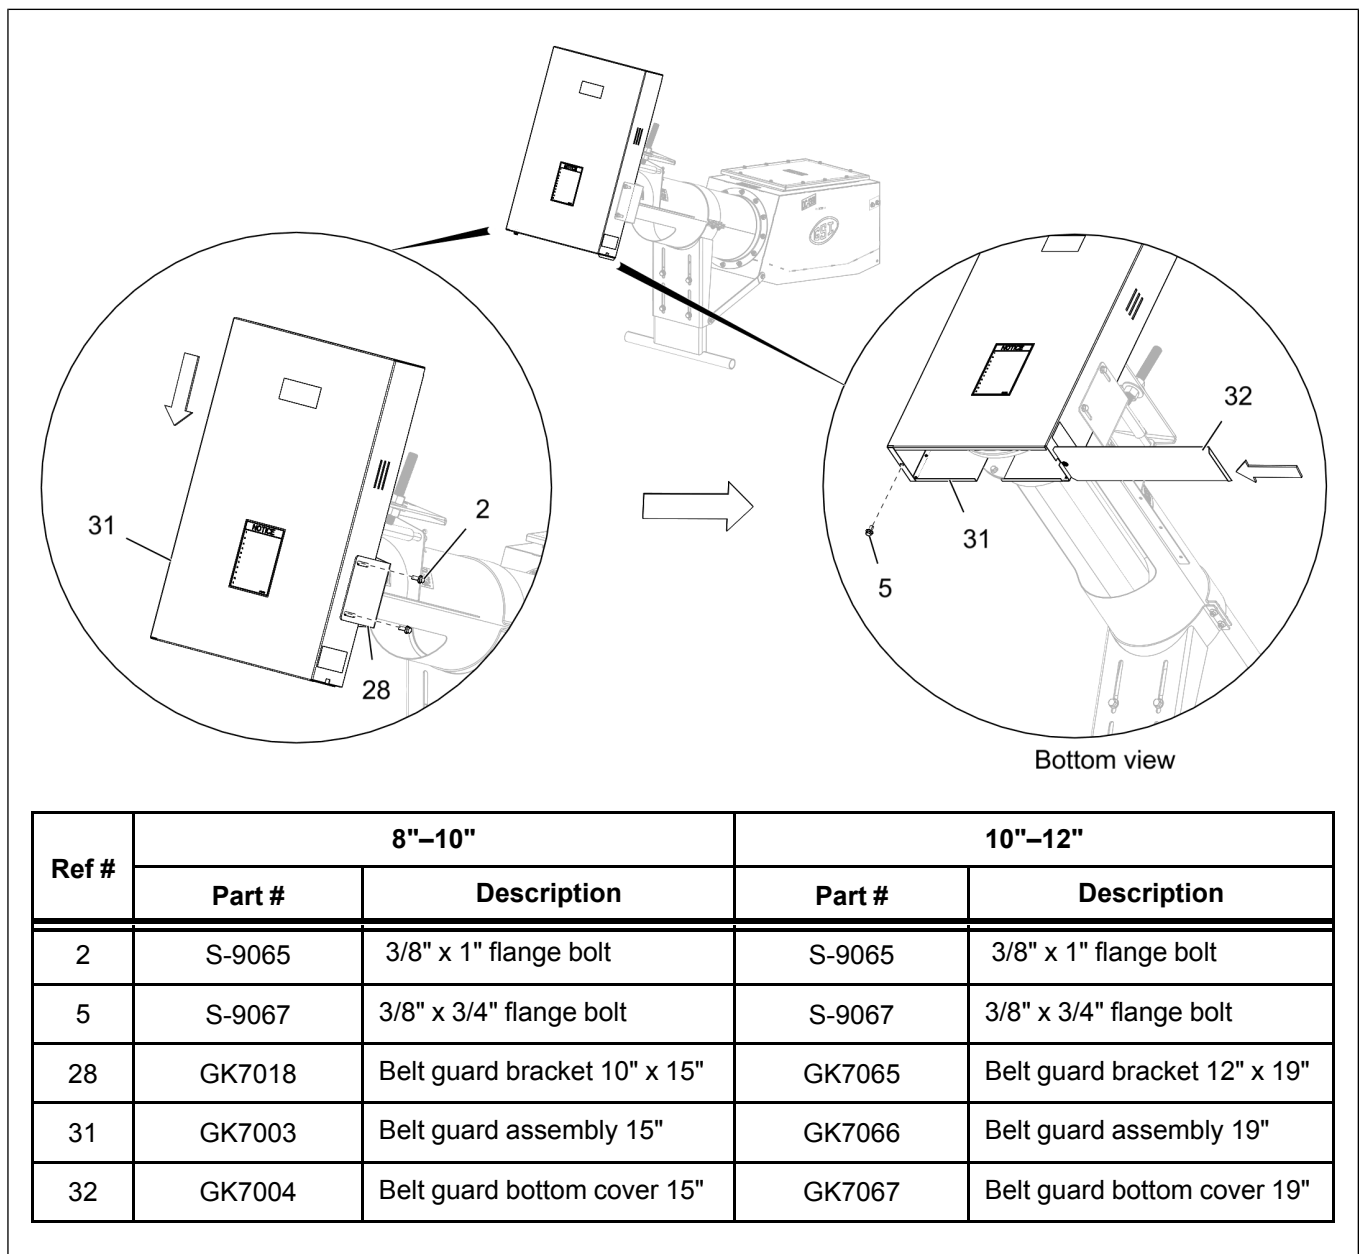 NOTICE
GSI
31
NOTICE
2
28
NOTICE
32
31
5
Bottom view
Ref # 8"–10" 10"–12"
Part # Description Part # Description
2 S-9065 3/8" x 1" flange bolt S-9065 3/8" x 1" flange bolt
5 S-9067 3/8" x 3/4" flange bolt S-9067 3/8" x 3/4" flange bolt
28 GK7018 Belt guard bracket 10" x 15" GK7065 Belt guard bracket 12" x 19"
31 GK7003 Belt guard assembly 15" GK7066 Belt guard assembly 19"
32 GK7004 Belt guard bottom cover 15" GK7067 Belt guard bottom cover 19"